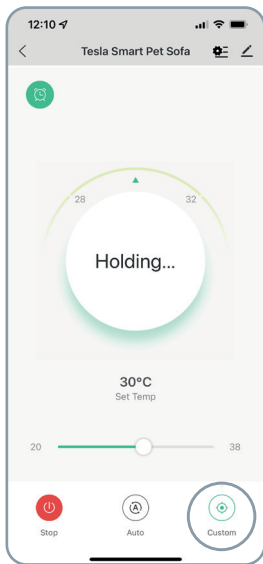 12:10
Tesla Smart Pet Sofa
28
32
Holding...
30°C
Set Temp
20
38
A
Stop
Auto
Custom